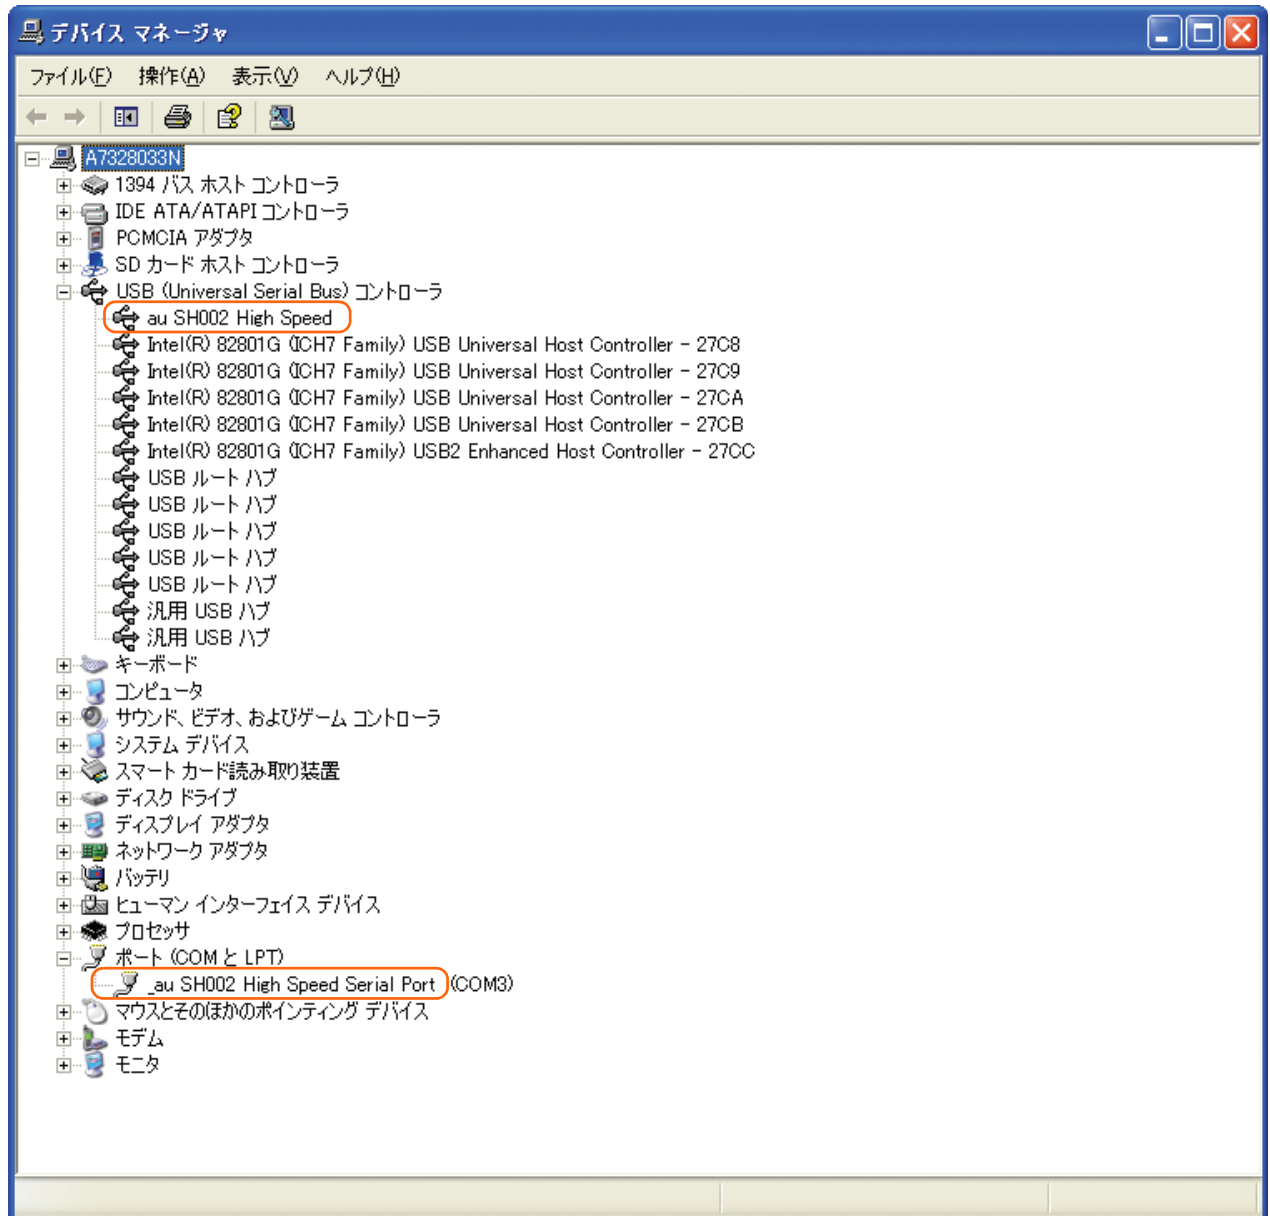 デバイス マネージャ
ファイル(F) 操作(A) 表示(V) ヘルプ(H)
A7328033N
1394 バス ホスト コントローラ
IDE ATA/ATAPI コントローラ
PCMCIA アダプタ
SD カード ホスト コントローラ
USB (Universal Serial Bus) コントローラ
au SH002 High Speed
Intel(R) 82801G (ICH7 Family) USB Universal Host Controller - 27C8
Intel(R) 82801G (ICH7 Family) USB Universal Host Controller - 27C9
Intel(R) 82801G (ICH7 Family) USB Universal Host Controller - 27CA
Intel(R) 82801G (ICH7 Family) USB Universal Host Controller - 27CB
Intel(R) 82801G (ICH7 Family) USB2 Enhanced Host Controller - 27CC
USB ルート ハブ
USB ルート ハブ
USB ルート ハブ
USB ルート ハブ
USB ルート ハブ
汎用 USB ハブ
汎用 USB ハブ
キーボード
コンピュータ
サウンド、ビデオ、およびゲーム コントローラ
システム デバイス
スマート カード読み取り装置
ディスク ドライブ
ディスプレイ アダプタ
ネットワーク アダプタ
バッテリ
ヒューマン インターフェイス デバイス
プロセッサ
ポート (COM と LPT)
_au SH002 High Speed Serial Port (COM3)
マウスとそのほかのポインティング デバイス
モデム
モニタ